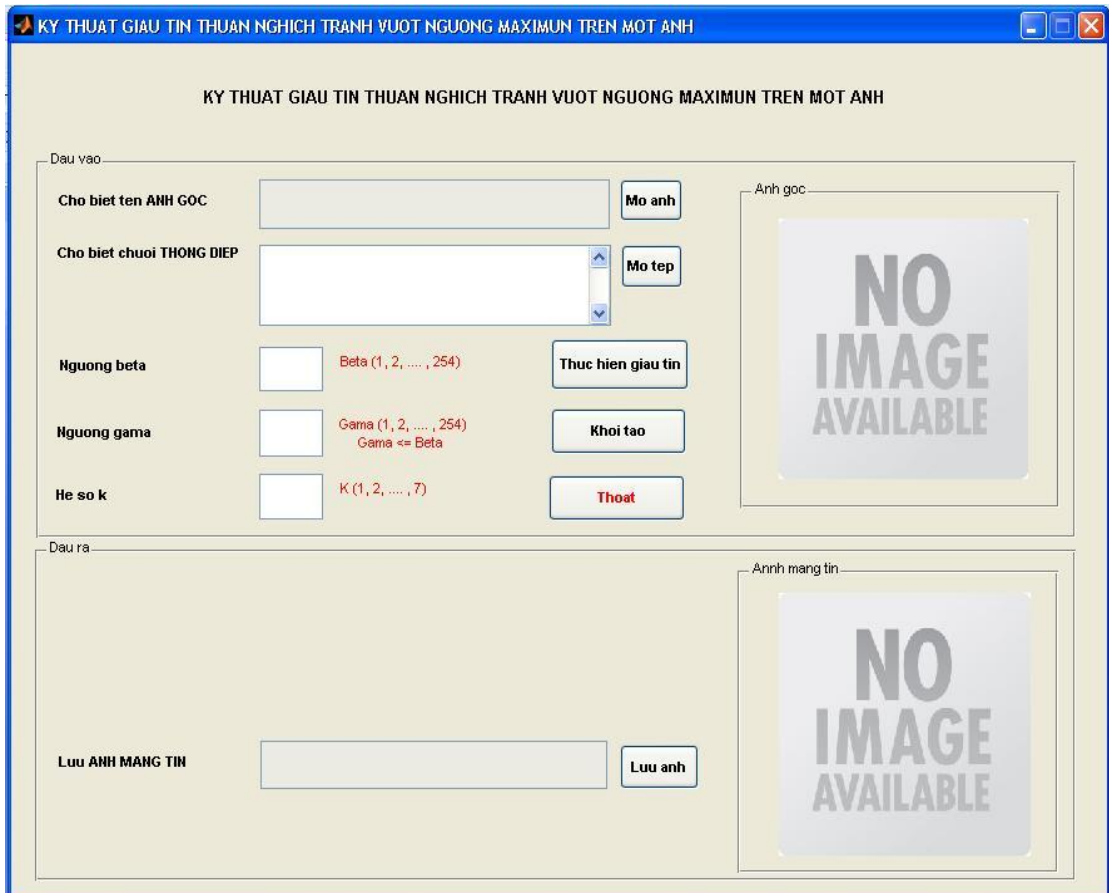 KY THUAT GIAU TIN THUAN NGHICH TRANH VUOT NGUONG MAXIMUN TREN MOT ANH
KY THUAT GIAU TIN THUAN NGHICH TRANH VUOT NGUONG MAXIMUN TREN MOT ANH
Dau vao
Cho biet ten ANH GOC
Mo anh
Cho biet chuoi THONG DIEP
Mo tep
Nguong beta
Beta (1, 2, .... , 254)
Thuc hien giau tin
Nguong gama
Gama (1, 2, .... , 254)
Gama <= Beta
Khoi tao
He so k
K (1, 2, .... , 7)
Thoat
Anh goc
NO
IMAGE
AVAILABLE
Dau ra
Luu ANH MANG TIN
Luu anh
Annh mang tin
NO
IMAGE
AVAILABLE